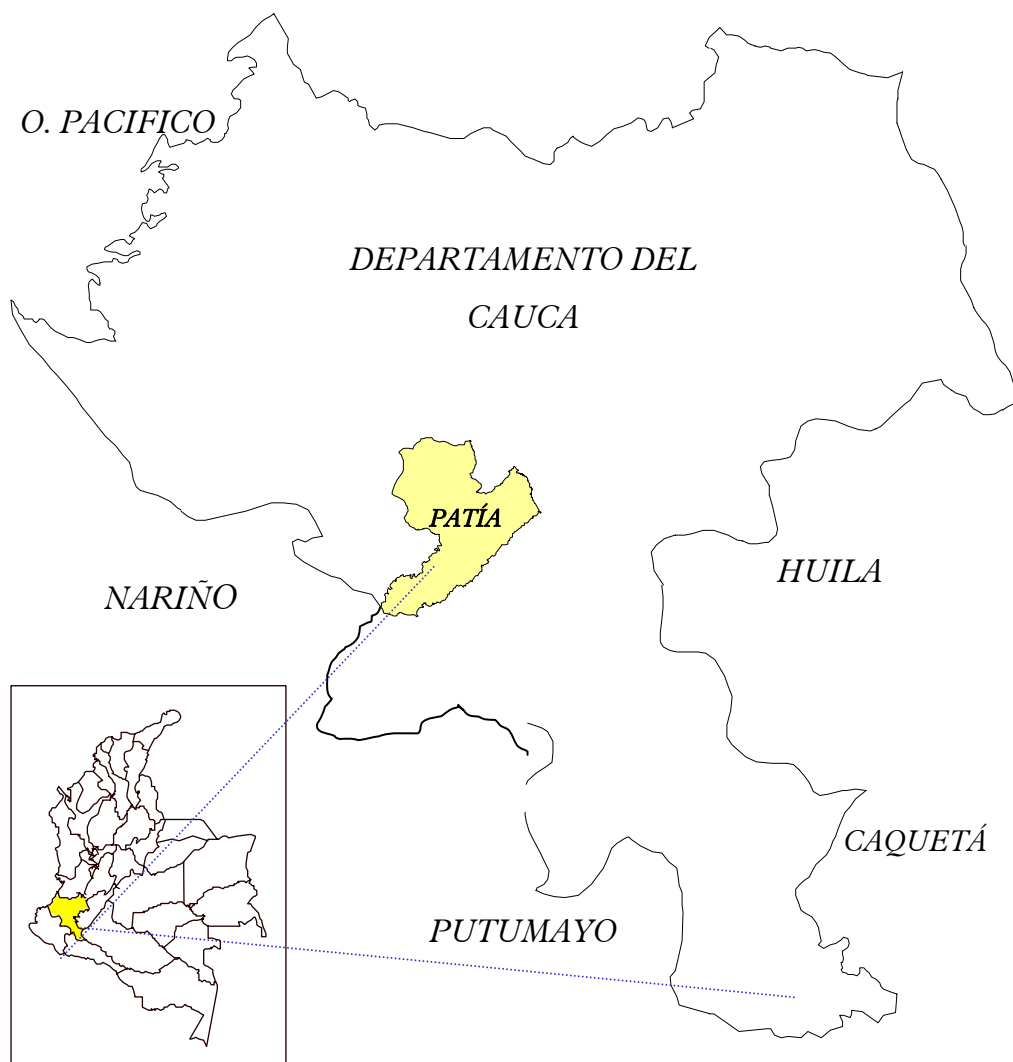 O. PACIFICO
DEPARTAMENTO DEL
CAUCA
PATÍA
HUILA
NARIÑO
CAQUETÁ
PUTUMAYO